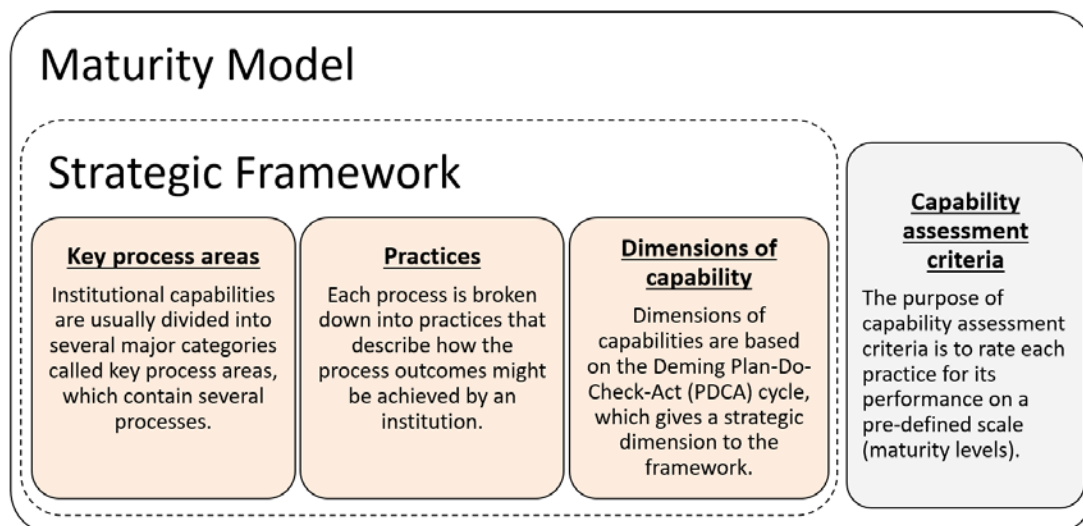 Maturity Model
Strategic Framework
Key process areas
Institutional capabilities
are usually divided into
several major categories
called key process areas,
which contain several
processes.
Practices
Each process is broken
down into practices that
describe how the
process outcomes might
be achieved by an
institution.
Dimensions of
capability
Dimensions of
capabilities are based
on the Deming Plan-Do-
Check-Act (PDCA) cycle,
which gives a strategic
dimension to the
framework.
Capability
assessment
criteria
The purpose of
capability assessment
criteria is to rate each
practice for its
performance on a
pre-defined scale
(maturity levels).